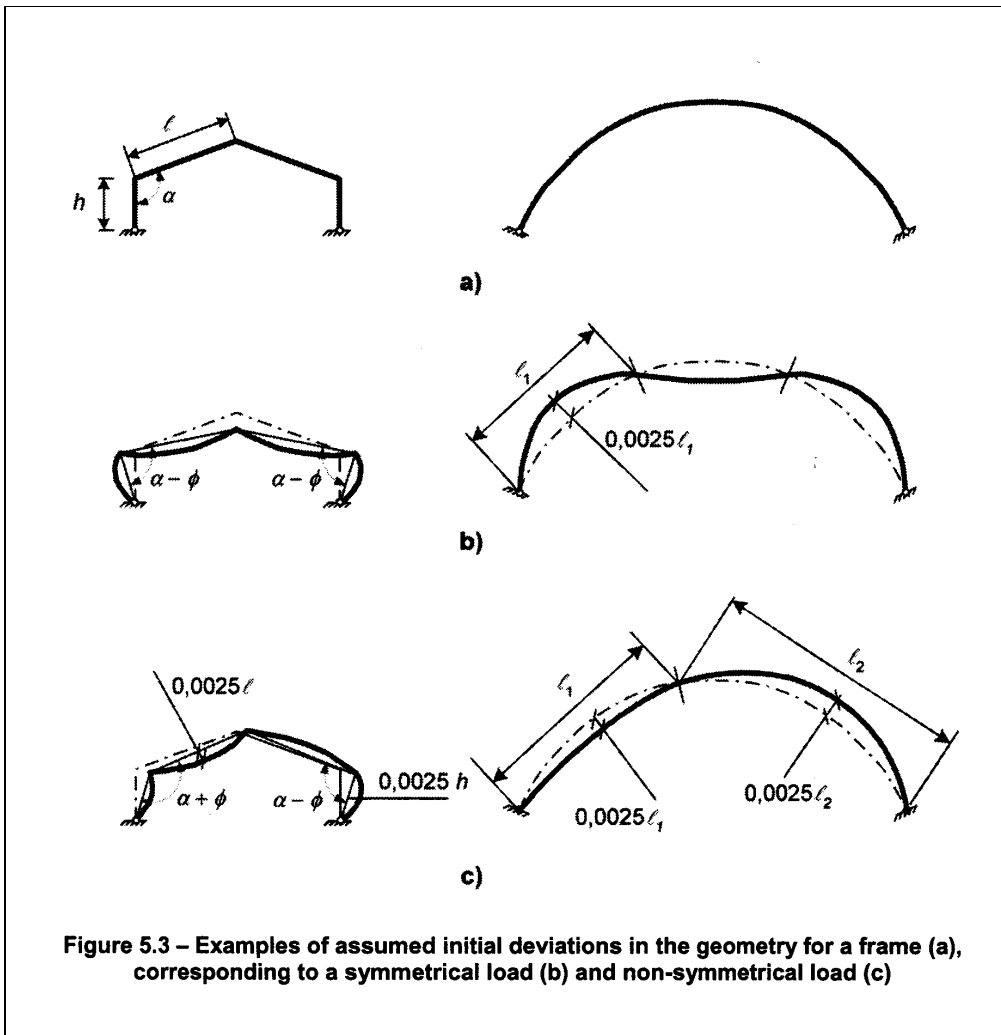 ℓ
h
α
a)
ℓ₁
0,0025ℓ₁
α − ϕ
α − ϕ
b)
0,0025ℓ
α + ϕ
α − ϕ
0,0025 h
ℓ₁
ℓ₂
0,0025ℓ₁
0,0025ℓ₂
c)
Figure 5.3 – Examples of assumed initial deviations in the geometry for a frame (a),
corresponding to a symmetrical load (b) and non-symmetrical load (c)